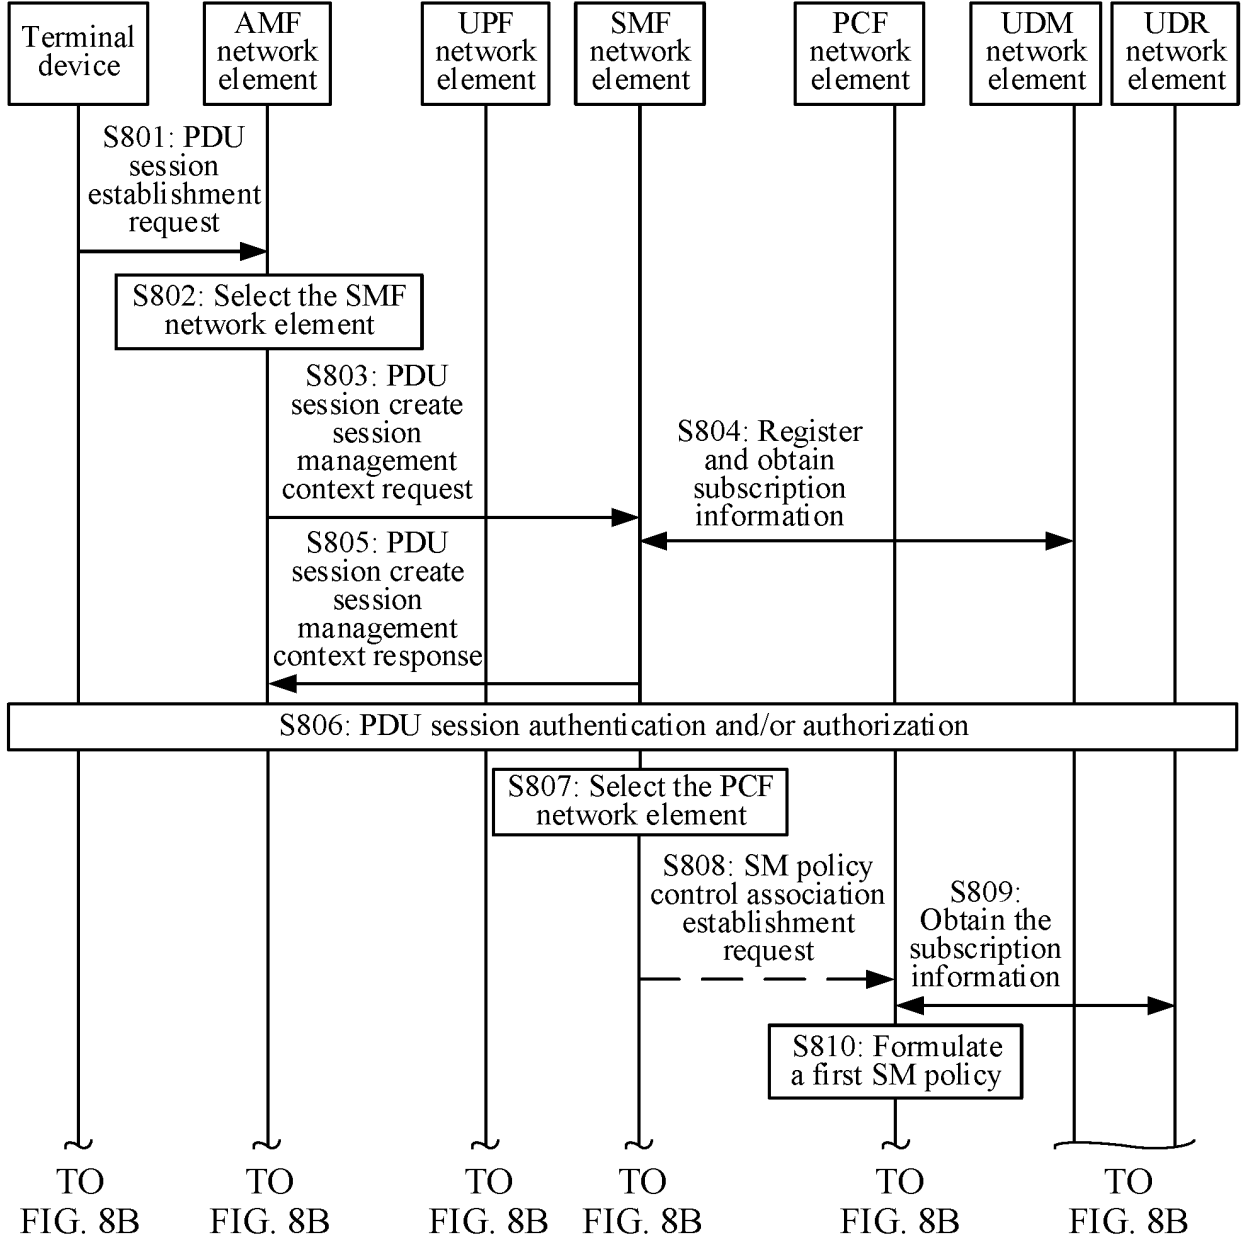 Terminal
device
AMF
network
element
UPF
network
element
SMF
network
element
PCF
network
element
UDM
network
element
UDR
network
element
S801: PDU
session
establishment
request
S802: Select the SMF
network element
S803: PDU
session create
session
management
context request
S804: Register
and obtain
subscription
information
S805: PDU
session create
session
management
context response
S806: PDU session authentication and/or authorization
S807: Select the PCF
network element
S808: SM policy
control association
establishment
request
S809:
Obtain the
subscription
information
S810: Formulate
a first SM policy
TO
FIG. 8B
TO
FIG. 8B
TO
FIG. 8B
TO
FIG. 8B
TO
FIG. 8B
TO
FIG. 8B